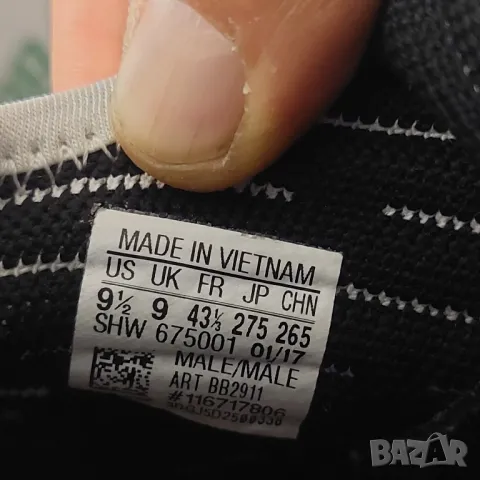 MADE IN VIETNAM
US UK FR JP CHN
9½ 9 43⅓ 275 265
SHW 675001 01/17
MALE/MALE
ART BB2911
#116717806
BAZAR